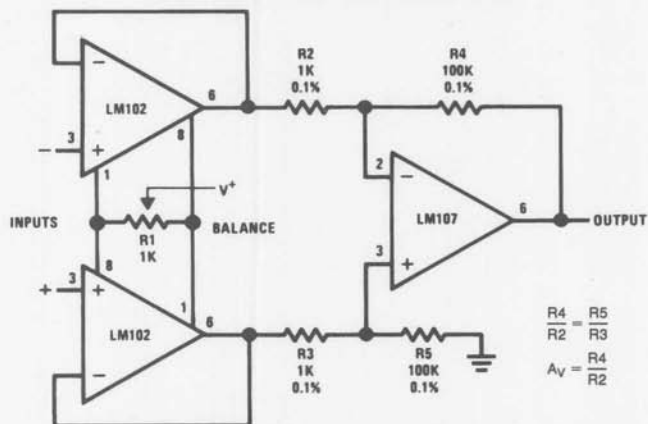 R2
1K
0.1%
R4
100K
0.1%
−
6
LM102
8
− 3 +
1
V+
2 −
LM107
6
OUTPUT
INPUTS
R1
1K
BALANCE
3
+
8
+ 3 +
1
6
LM102
−
R3
1K
0.1%
R5
100K
0.1%
R4/R2 = R5/R3
AV = R4/R2